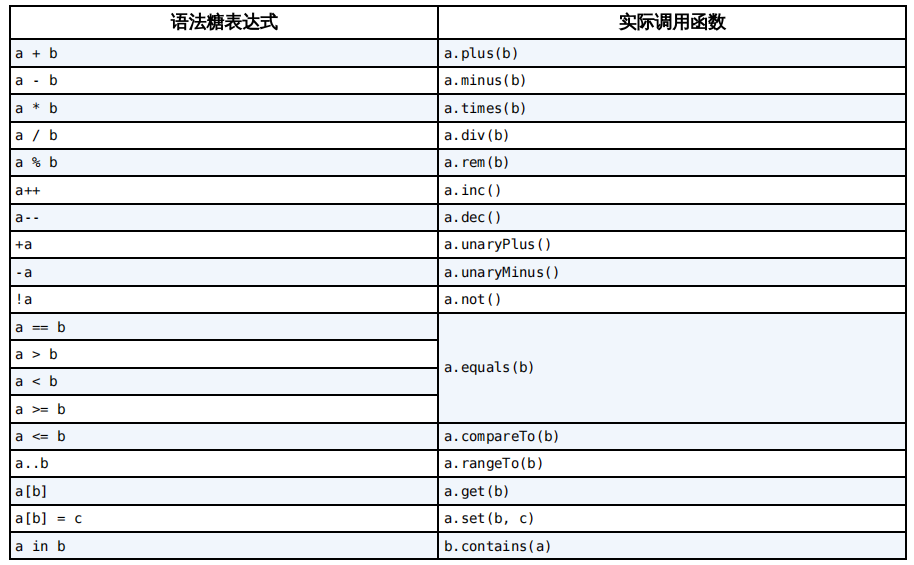 语法糖表达式 实际调用函数
a + b a.plus(b)
a - b a.minus(b)
a * b a.times(b)
a / b a.div(b)
a % b a.rem(b)
a++ a.inc()
a-- a.dec()
+a a.unaryPlus()
-a a.unaryMinus()
!a a.not()
a == b a.equals(b)
a > b
a < b
a >= b
a <= b a.compareTo(b)
a..b a.rangeTo(b)
a[b] a.get(b)
a[b] = c a.set(b, c)
a in b b.contains(a)